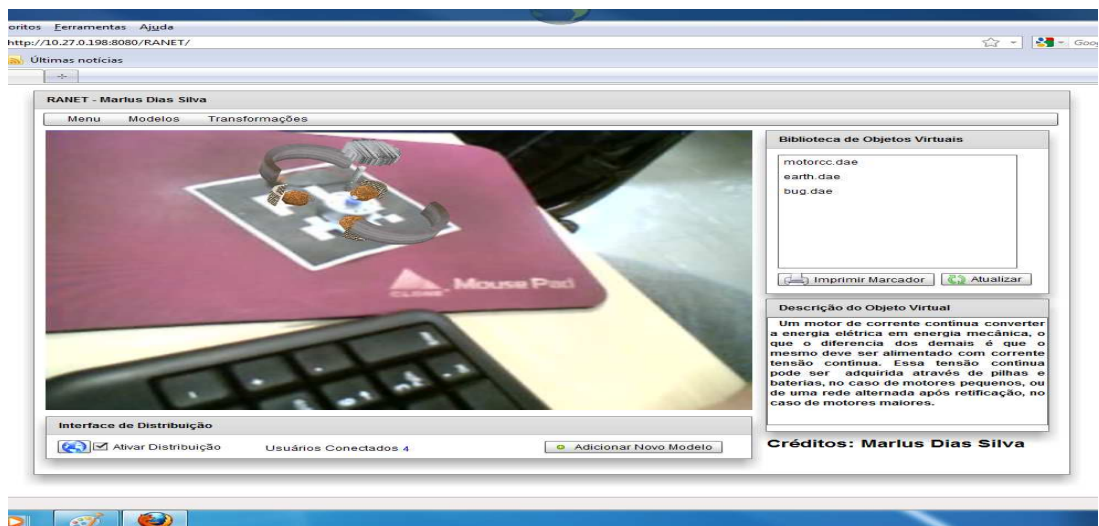 oritos Ferramentas Ajuda
http://10.27.0.198:8080/RANET/
Últimas notícias
RANET - Marlus Dias Silva
Menu Modelos Transformações
CLONE Mouse Pad
Interface de Distribuição
Ativar Distribuição Usuários Conectados 4 Adicionar Novo Modelo
Biblioteca de Objetos Virtuais
motorcc.dae
earth.dae
bug.dae
Imprimir Marcador Atualizar
Descrição do Objeto Virtual
Um motor de corrente contínua converter
a energia elétrica em energia mecânica, o
que o diferencia dos demais é que o
mesmo deve ser alimentado com corrente
tensão contínua. Essa tensão contínua
pode ser adquirida através de pilhas e
baterias, no caso de motores pequenos, ou
de uma rede alternada após retificação, no
caso de motores maiores.
Créditos: Marlus Dias Silva